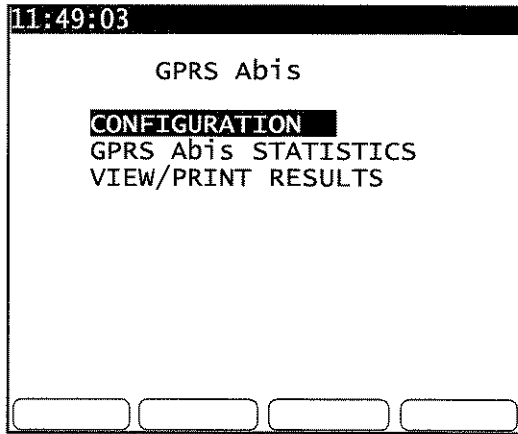 11:49:03
GPRS Abis
CONFIGURATION
GPRS Abis STATISTICS
VIEW/PRINT RESULTS